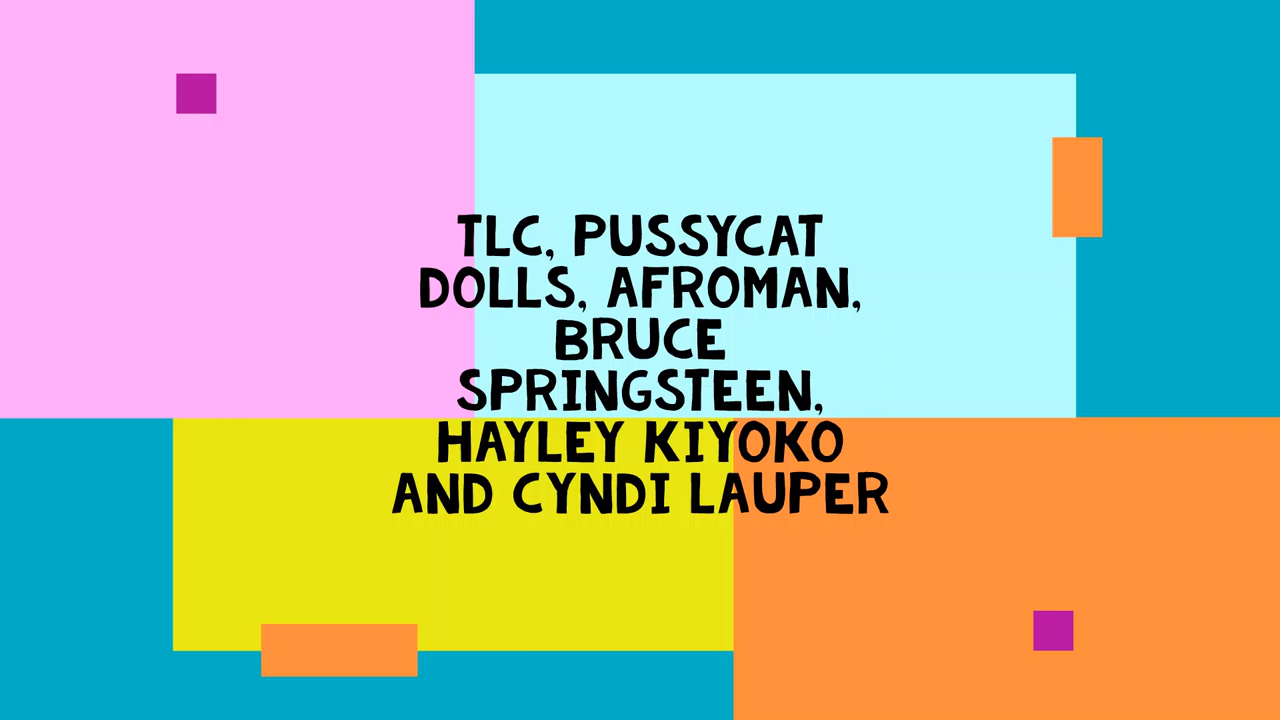 TLC, PUSSYCAT
DOLLS, AFROMAN,
BRUCE
SPRINGSTEEN,
HAYLEY KIYOKO
AND CYNDI LAUPER